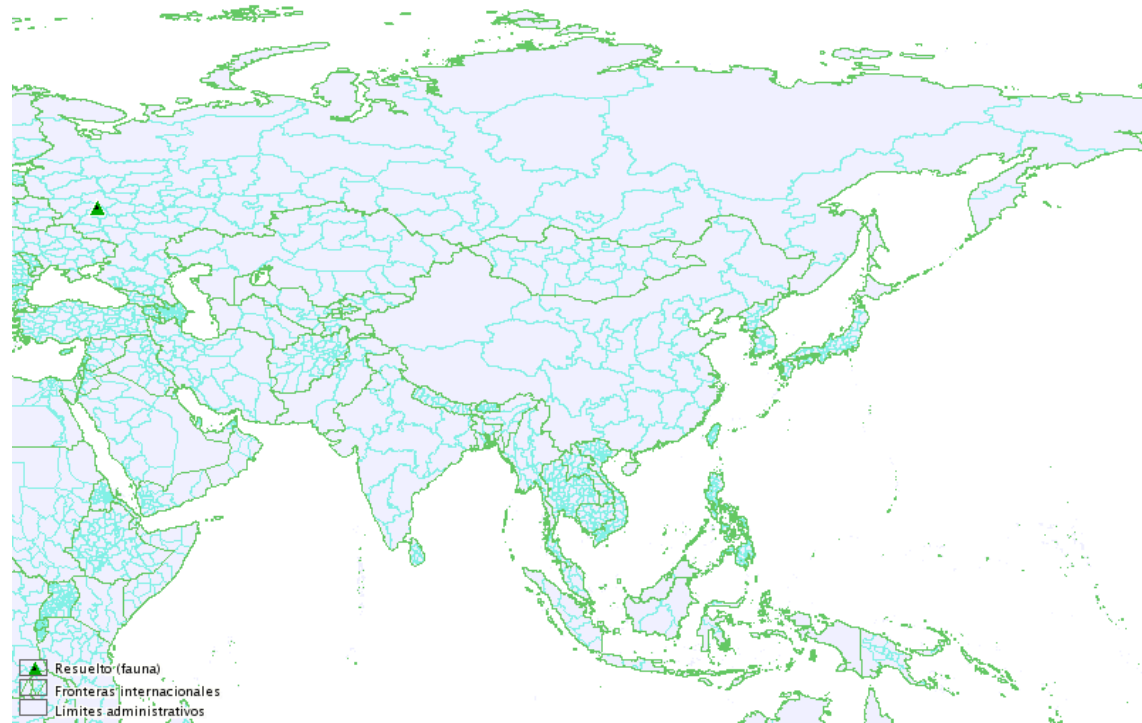 Resuelto (fauna)
Fronteras internacionales
Limites administrativos